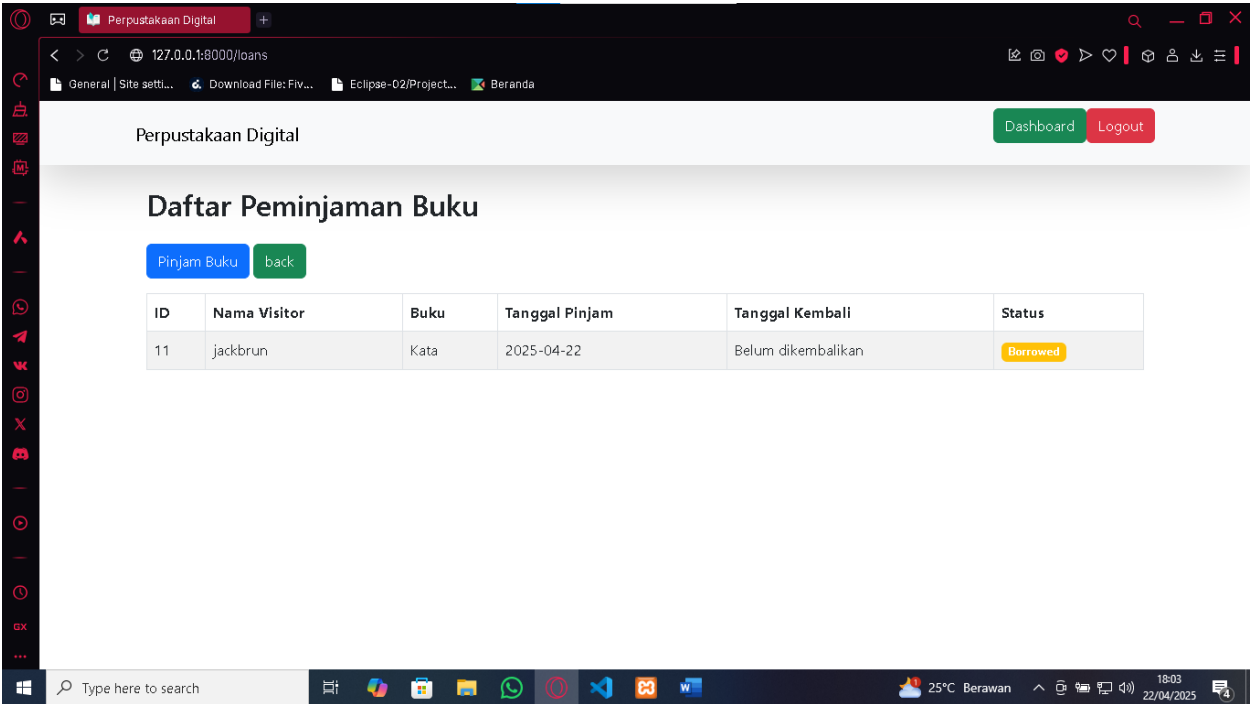 Perpustakaan Digital
127.0.0.1:8000/loans
General | Site setti... Download File: Fiv... Eclipse-02/Project... Beranda
Perpustakaan Digital Dashboard Logout
Daftar Peminjaman Buku
Pinjam Buku back
ID Nama Visitor Buku Tanggal Pinjam Tanggal Kembali Status
11 jackbrun Kata 2025-04-22 Belum dikembalikan Borrowed
GX
Type here to search 25°C Berawan 18:03
22/04/2025 4